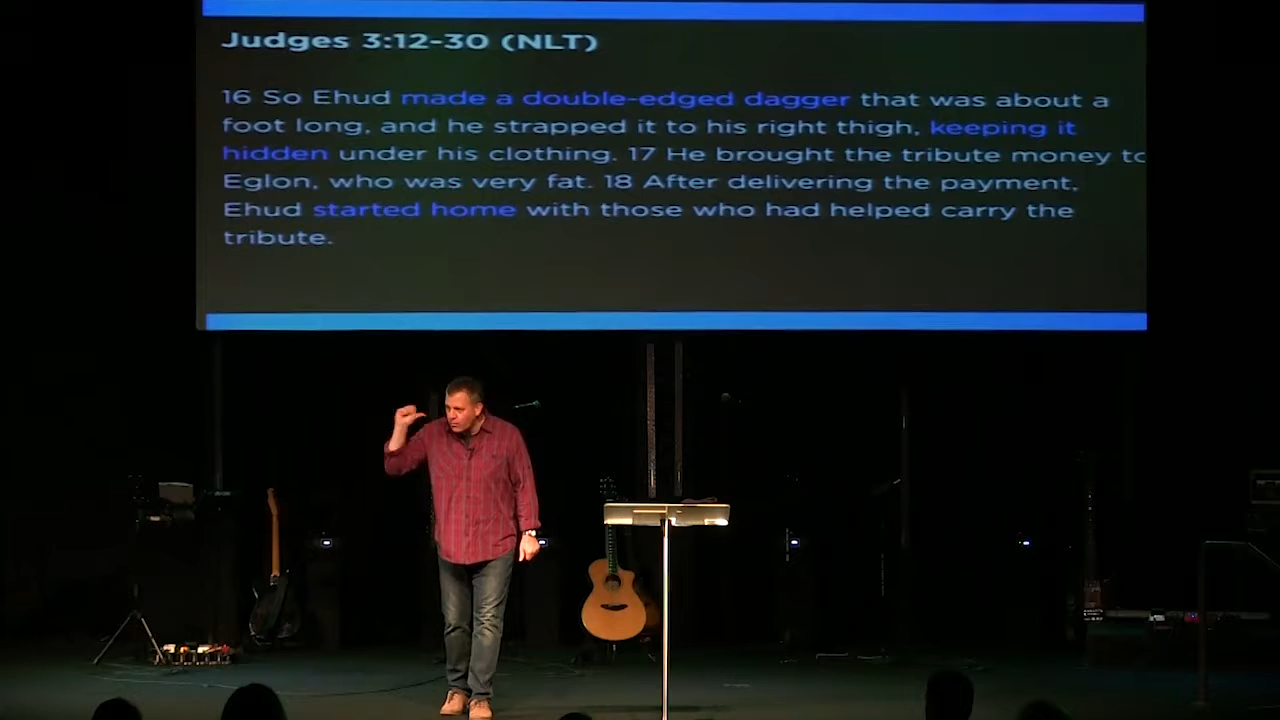 Judges 3:12-30 (NLT)
16 So Ehud made a double-edged dagger that was about a
foot long, and he strapped it to his right thigh, keeping it
hidden under his clothing. 17 He brought the tribute money to
Eglon, who was very fat. 18 After delivering the payment,
Ehud started home with those who had helped carry the
tribute.